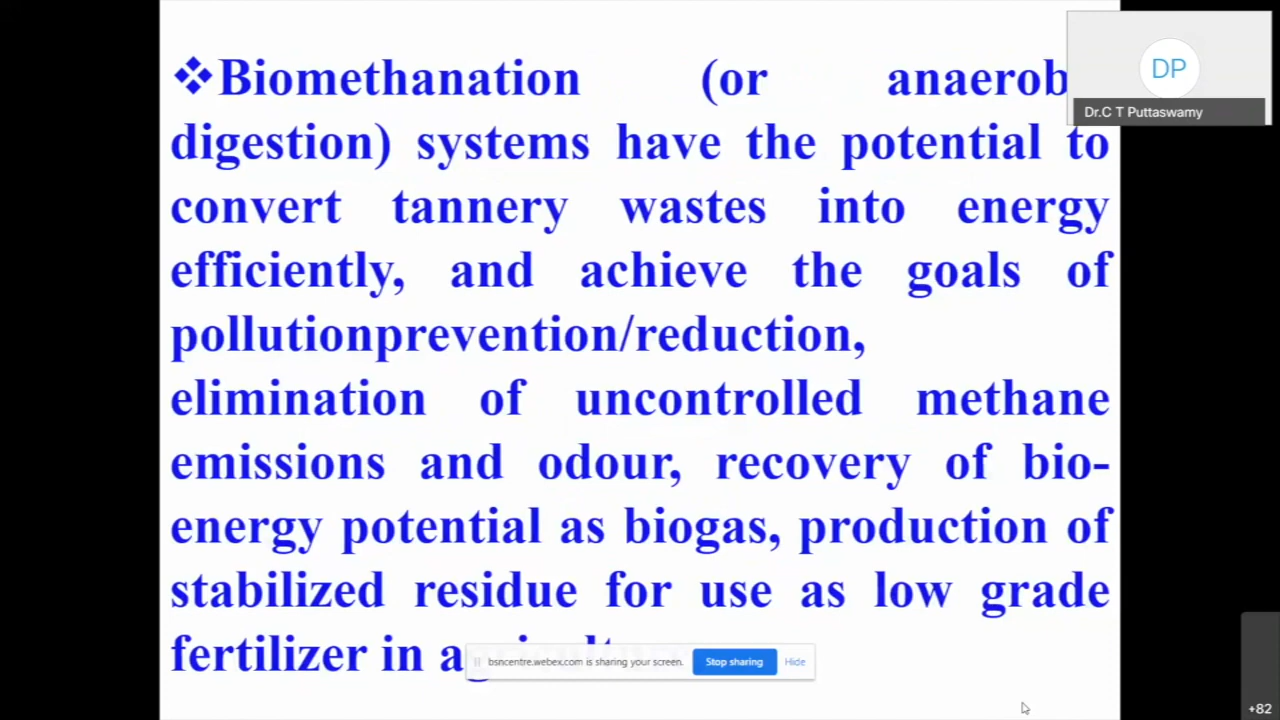 ❖Biomethanation (or
digestion) systems have the potential to
convert tannery wastes into energy
efficiently, and achieve the goals of
pollutionprevention/reduction,
elimination of uncontrolled methane
emissions and odour, recovery of bio-
energy potential as biogas, production of
stabilized residue for use as low grade
fertilizer in
DP
Dr.C T Puttaswamy
bsncentre.webex.com is sharing your screen. Stop sharing Hide
+82